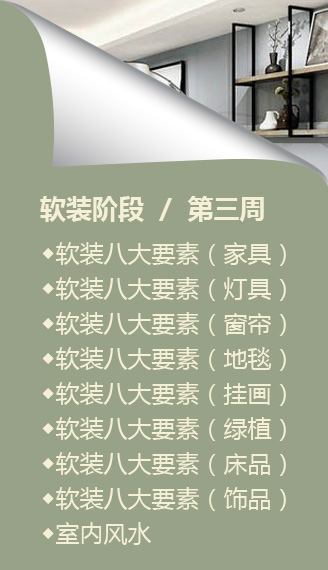 软装阶段 / 第三周
◆软装八大要素（家具）
◆软装八大要素（灯具）
◆软装八大要素（窗帘）
◆软装八大要素（地毯）
◆软装八大要素（挂画）
◆软装八大要素（绿植）
◆软装八大要素（床品）
◆软装八大要素（饰品）
◆室内风水